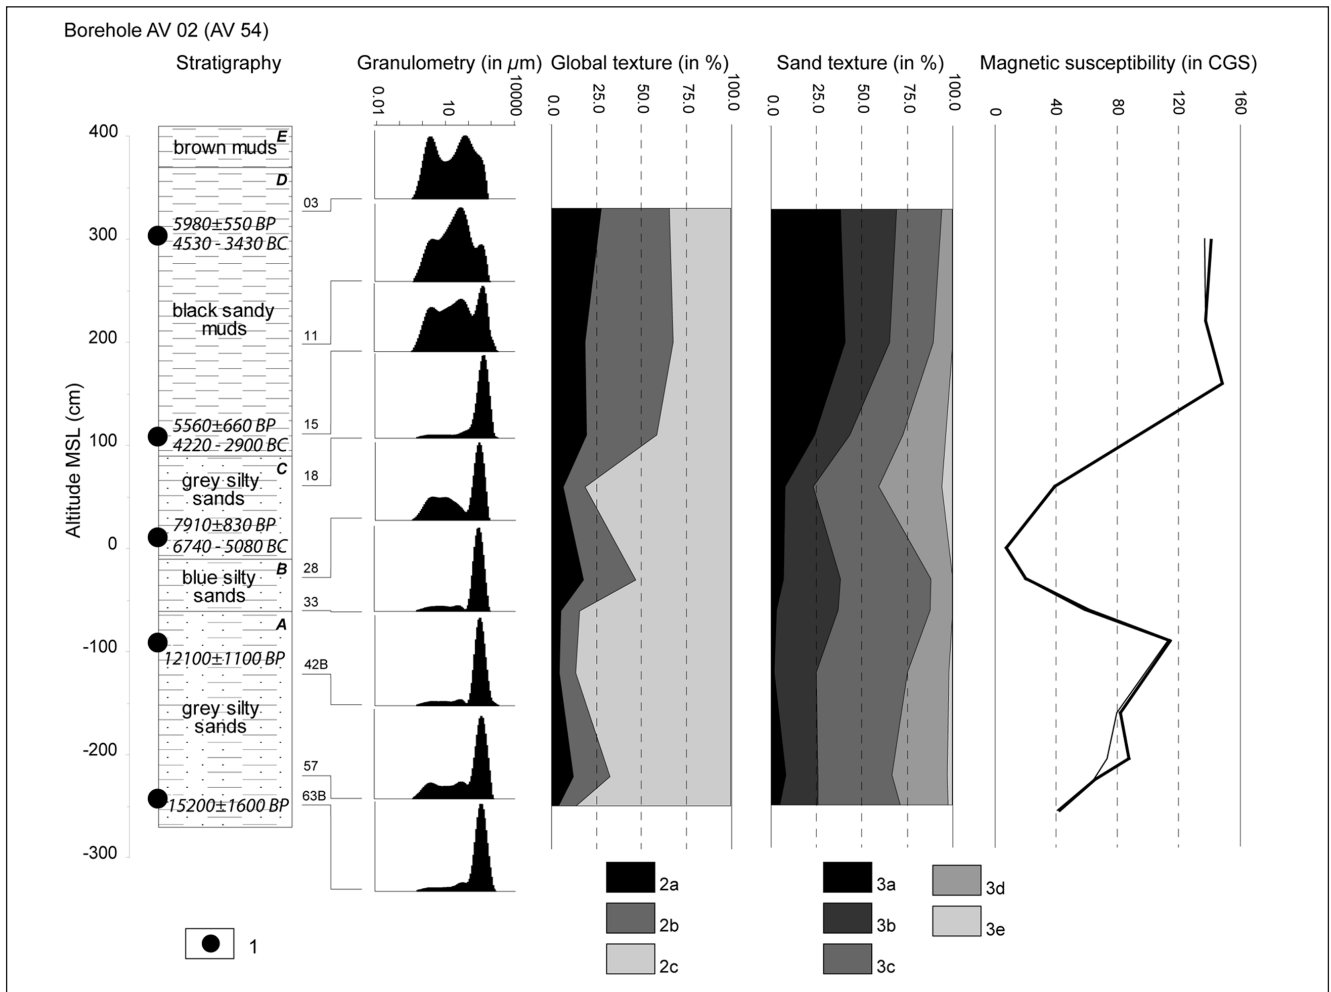 Borehole AV 02 (AV 54)
Stratigraphy
Granulometry (in µm)
Global texture (in %)
Sand texture (in %)
Magnetic susceptibility (in CGS)
0.01
10
10000
0.0
25.0
50.0
75.0
100.0
0.0
25.0
50.0
75.0
100.0
0
40
80
120
160
Altitude MSL (cm)
400
300
200
100
0
-100
-200
-300
E
brown muds
D
5980±550 BP
4530 - 3430 BC
black sandy
muds
5560±660 BP
4220 - 2900 BC
C
grey silty
sands
7910±830 BP
6740 - 5080 BC
B
blue silty
sands
A
12100±1100 BP
grey silty
sands
15200±1600 BP
03
11
15
18
28
33
42B
57
63B
1
2a
2b
2c
3a
3b
3c
3d
3e